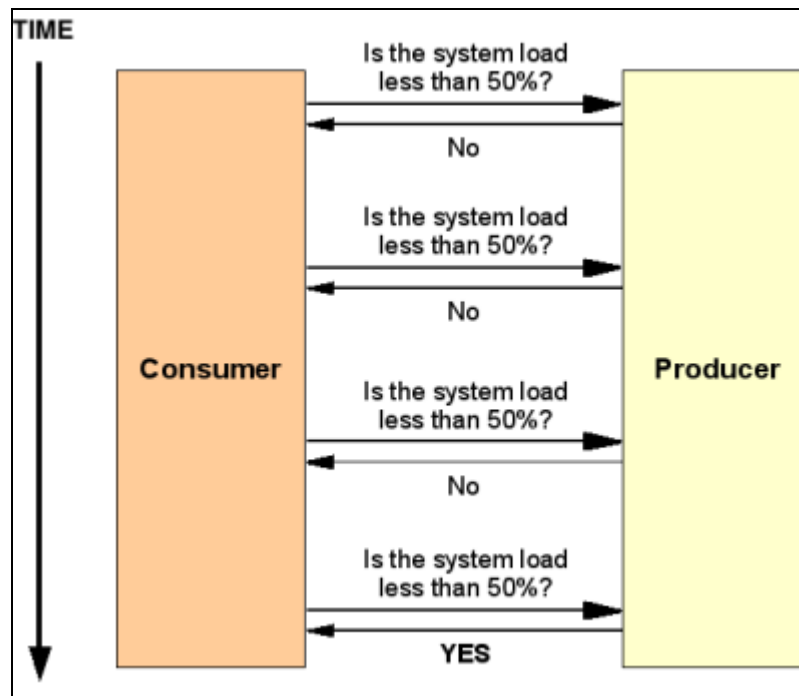 TIME
Is the system load
less than 50%?
No
Is the system load
less than 50%?
No
Consumer
Producer
Is the system load
less than 50%?
No
Is the system load
less than 50%?
YES